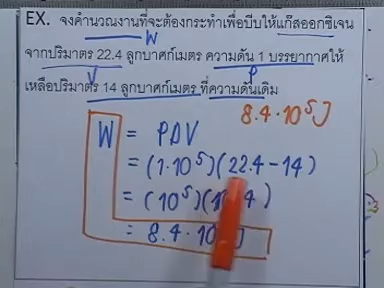 EX. จงคำนวณงานที่จะต้องกระทำเพื่อบีบให้แก๊สออกซิเจน
W
จากปริมาตร 22.4 ลูกบาศก์เมตร ความดัน 1 บรรยากาศให้
V P
เหลือปริมาตร 14 ลูกบาศก์เมตร ที่ความดันเดิม
8.4 · 10⁵ J
W = PΔV
= (1·10⁵)(22.4 - 14)
= (10⁵)( 4)
= 8.4 · 10 J